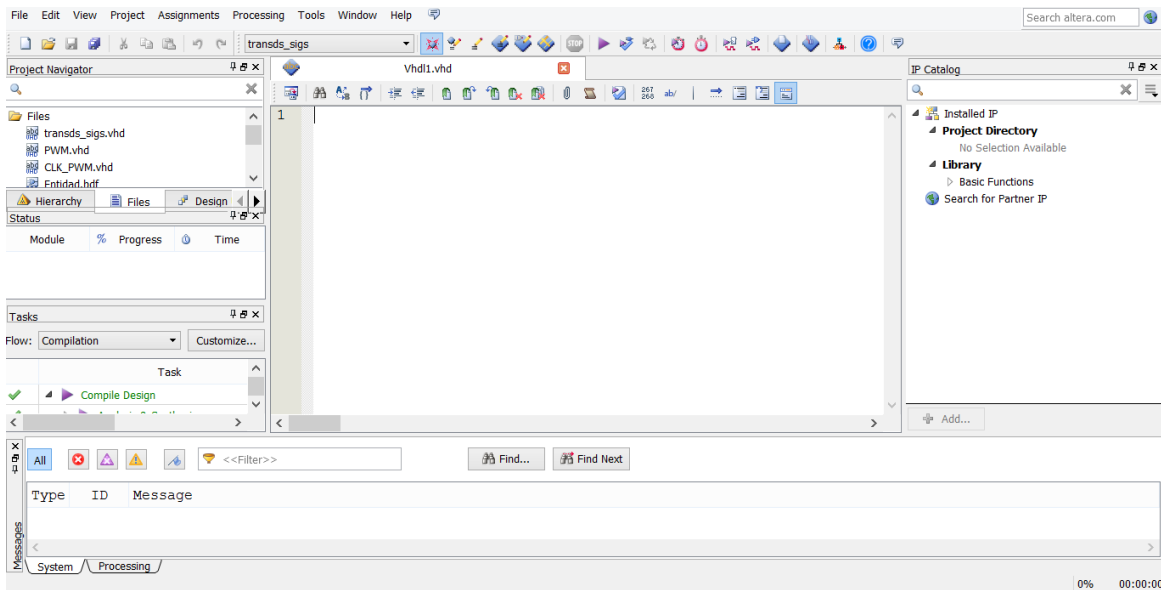 File Edit View Project Assignments Processing Tools Window Help
Search altera.com
transds_sigs
Project Navigator
Files
transds_sigs.vhd
PWM.vhd
CLK_PWM.vhd
Entidad.bdf
Hierarchy Files Design
Status
Module % Progress Time
Tasks
Flow: Compilation Customize...
Task
Compile Design
Vhdl1.vhd
267
268 ab/
1
IP Catalog
Installed IP
Project Directory
No Selection Available
Library
Basic Functions
Search for Partner IP
Add...
All <<Filter>> Find... Find Next
Type ID Message
Messages
System Processing
0% 00:00:00